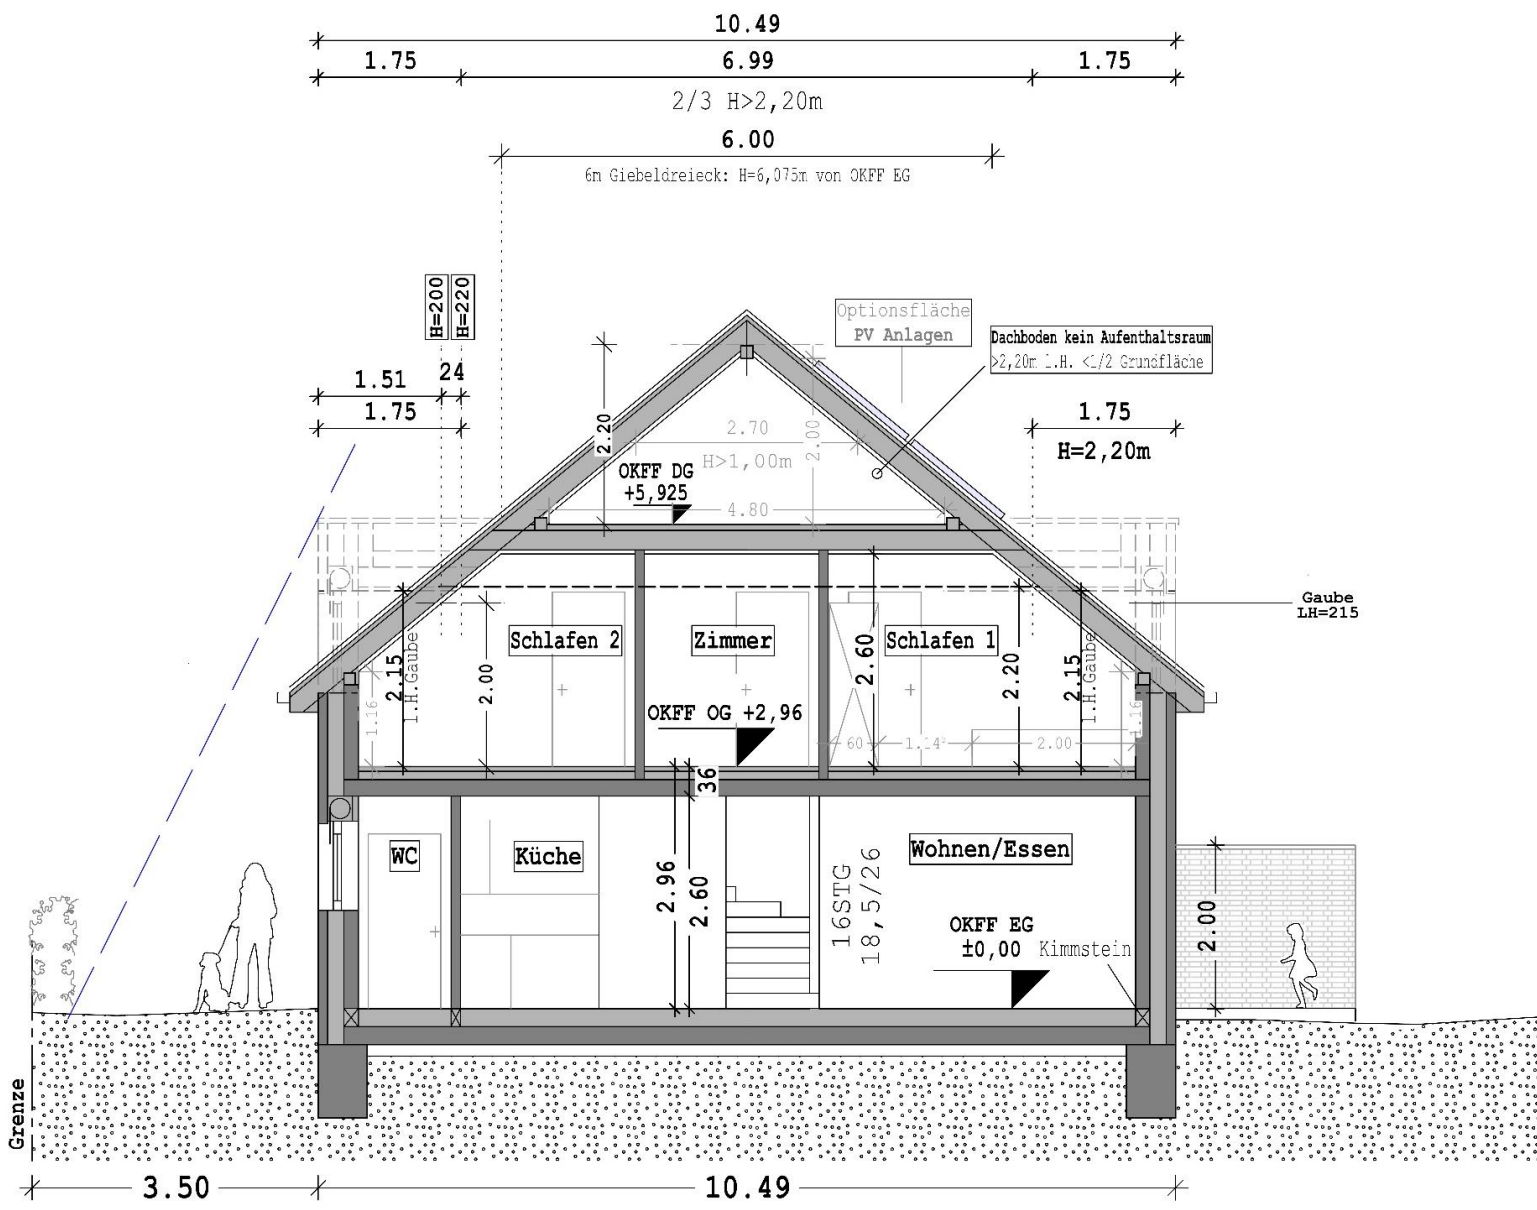 10.49
1.75
6.99
1.75
2/3 H>2,20m
6.00
6m Giebeldreieck: H=6,075m von OKFF EG
H=200
H=220
Optionsfläche
PV Anlagen
Dachboden kein Aufenthaltsraum
>2,20m l.H. <1/2 Grundfläche
1.51
24
1.75
1.75
H=2,20m
2.20
2.70
H>1,00m
2.00
OKFF DG
+5,925
4.80
Gaube
LH=215
Schlafen 2
Zimmer
Schlafen 1
2.15
l.H.Gaube
2.00
2.60
2.20
2.15
l.H.Gaube
1.16
1.16
OKFF OG +2,96
60
1.14⁵
2.00
36
WC
Küche
Wohnen/Essen
2.96
2.60
16STG
18,5/26
OKFF EG
±0,00
Kimmstein
2.00
Grenze
3.50
10.49